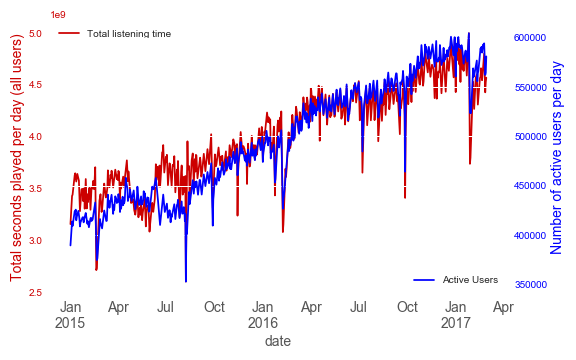 1e9
Total listening time
Total seconds played per day (all users)
5.0
4.5
4.0
3.5
3.0
2.5
Number of active users per day
600000
550000
500000
450000
400000
350000
Active Users
Jan
2015
Apr
Jul
Oct
Jan
2016
Apr
Jul
Oct
Jan
2017
Apr
date